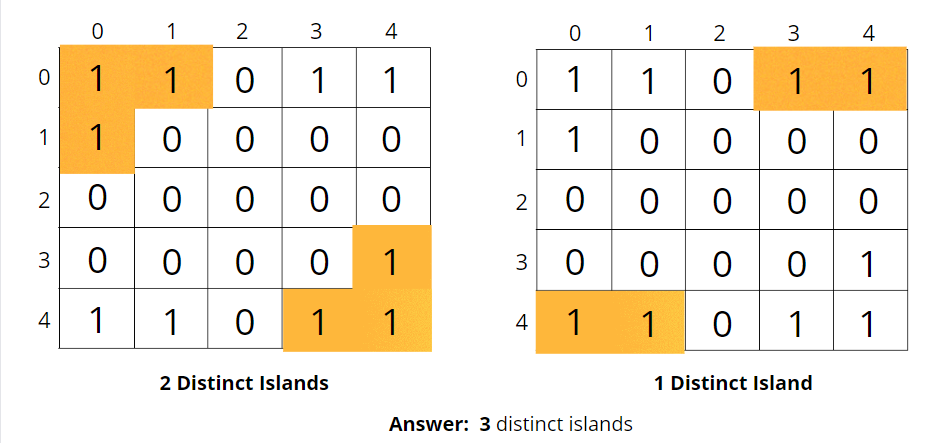 0 1 2 3 4
0 1 1 0 1 1
1 1 0 0 0 0
2 0 0 0 0 0
3 0 0 0 0 1
4 1 1 0 1 1
2 Distinct Islands
0 1 2 3 4
0 1 1 0 1 1
1 1 0 0 0 0
2 0 0 0 0 0
3 0 0 0 0 1
4 1 1 0 1 1
1 Distinct Island
Answer: 3 distinct islands